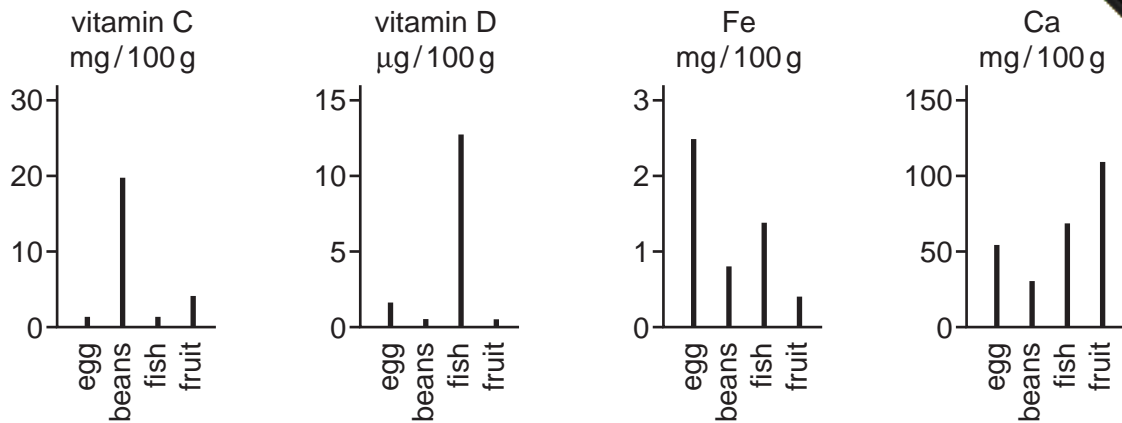 vitamin C
mg/100 g
30
20
10
0
egg
beans
fish
fruit
vitamin D
µg/100 g
15
10
5
0
egg
beans
fish
fruit
Fe
mg/100 g
3
2
1
0
egg
beans
fish
fruit
Ca
mg/100 g
150
100
50
0
egg
beans
fish
fruit